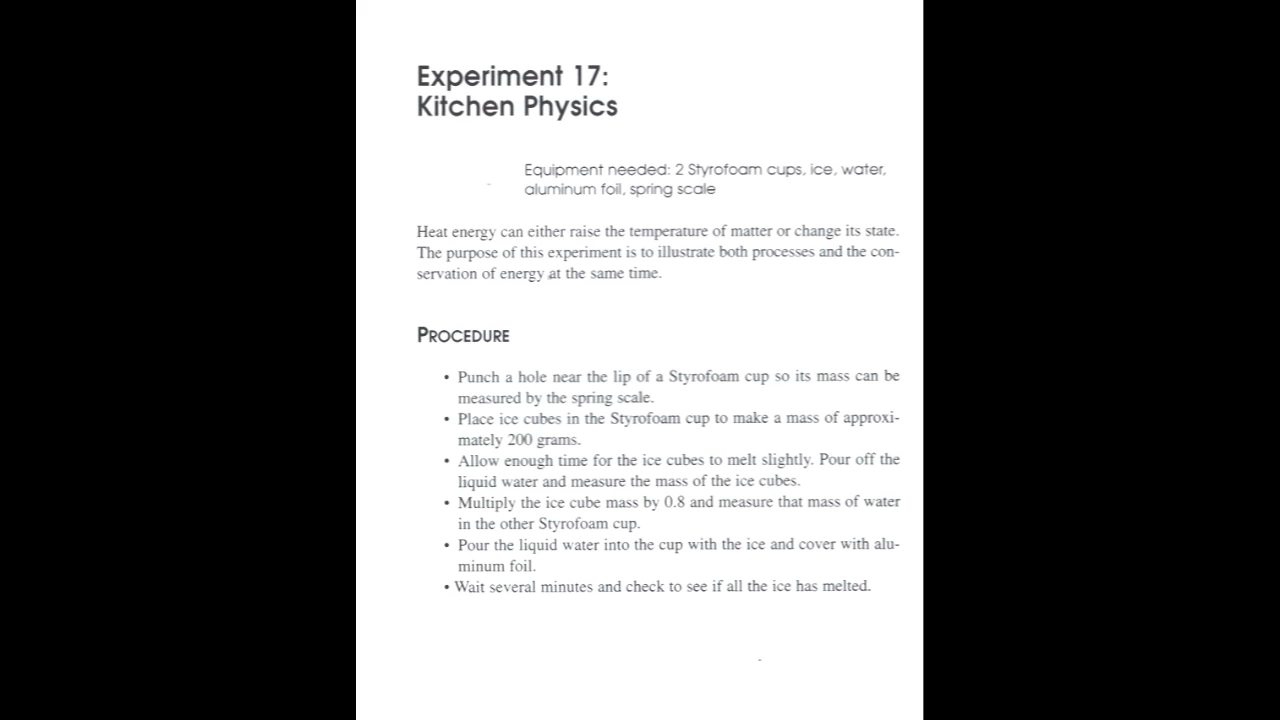 Experiment 17:
Kitchen Physics
Equipment needed: 2 Styrofoam cups, ice, water,
aluminum foil, spring scale
Heat energy can either raise the temperature of matter or change its state.
The purpose of this experiment is to illustrate both processes and the con-
servation of energy at the same time.
PROCEDURE
• Punch a hole near the lip of a Styrofoam cup so its mass can be
measured by the spring scale.
• Place ice cubes in the Styrofoam cup to make a mass of approxi-
mately 200 grams.
• Allow enough time for the ice cubes to melt slightly. Pour off the
liquid water and measure the mass of the ice cubes.
• Multiply the ice cube mass by 0.8 and measure that mass of water
in the other Styrofoam cup.
• Pour the liquid water into the cup with the ice and cover with alu-
minum foil.
• Wait several minutes and check to see if all the ice has melted.